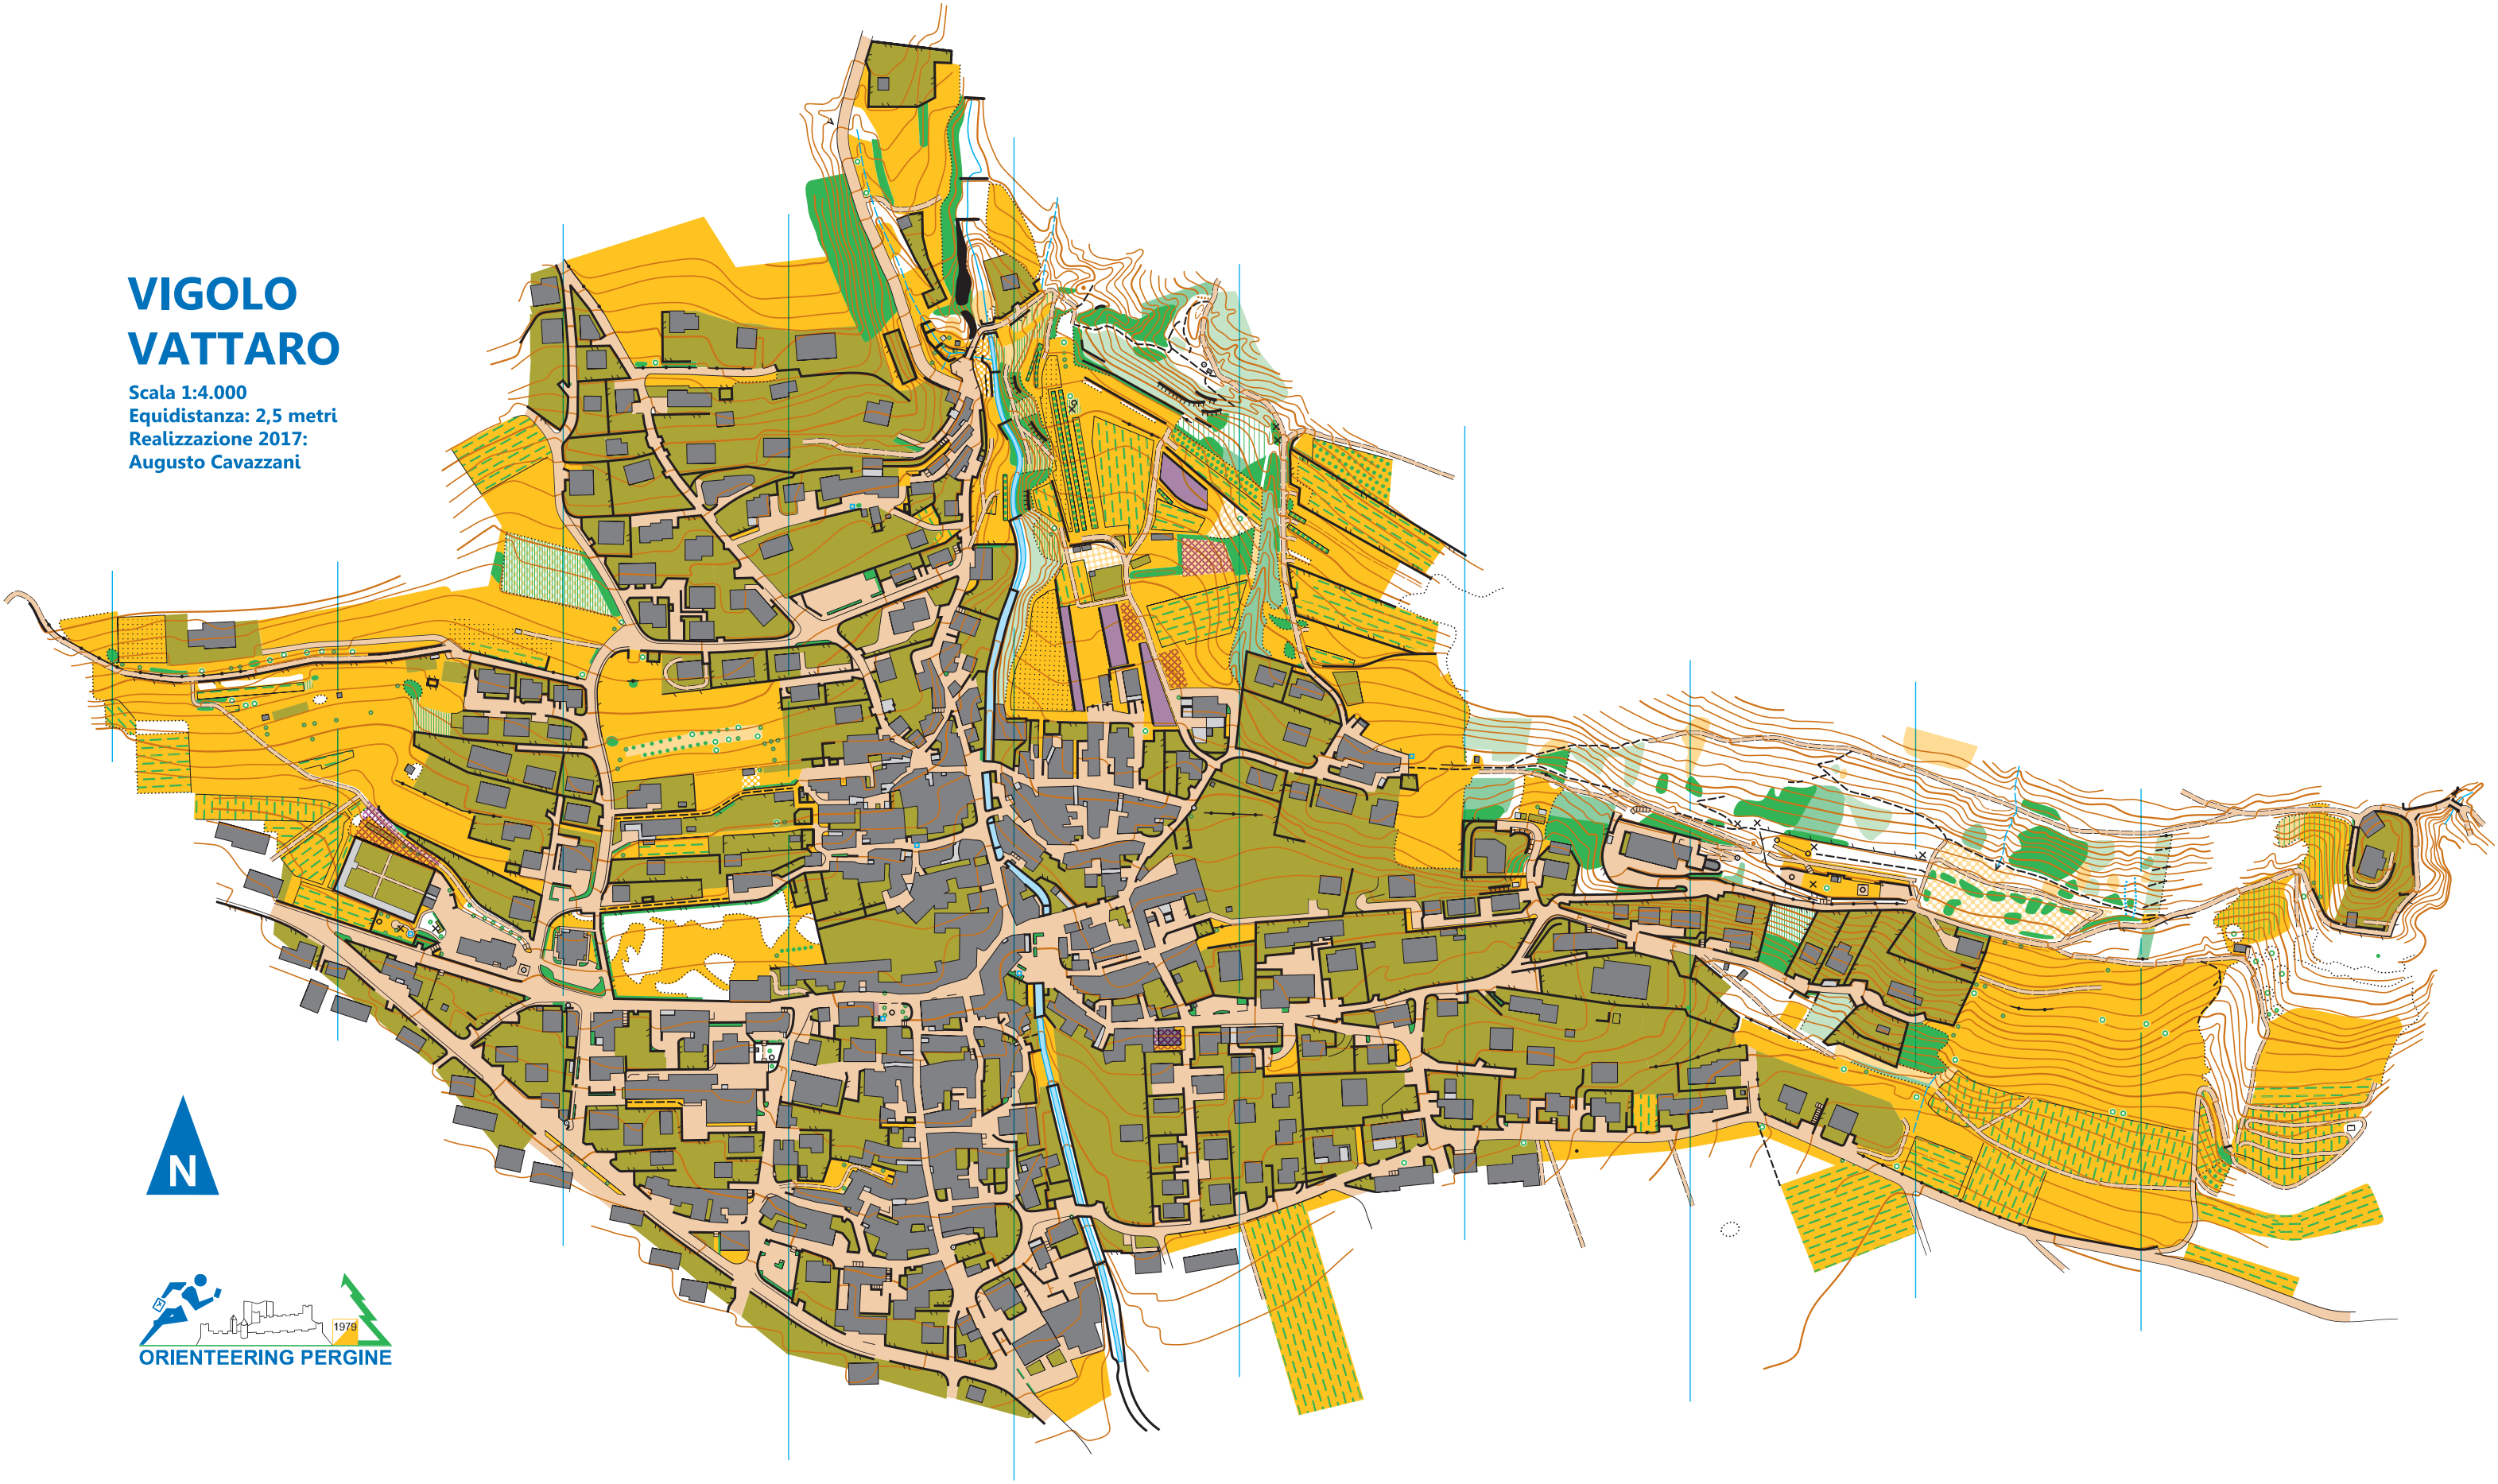 VIGOLO
VATTARO
Scala 1:4.000
Equidistanza: 2,5 metri
Realizzazione 2017:
Augusto Cavazzani
N
1979
ORIENTEERING PERGINE